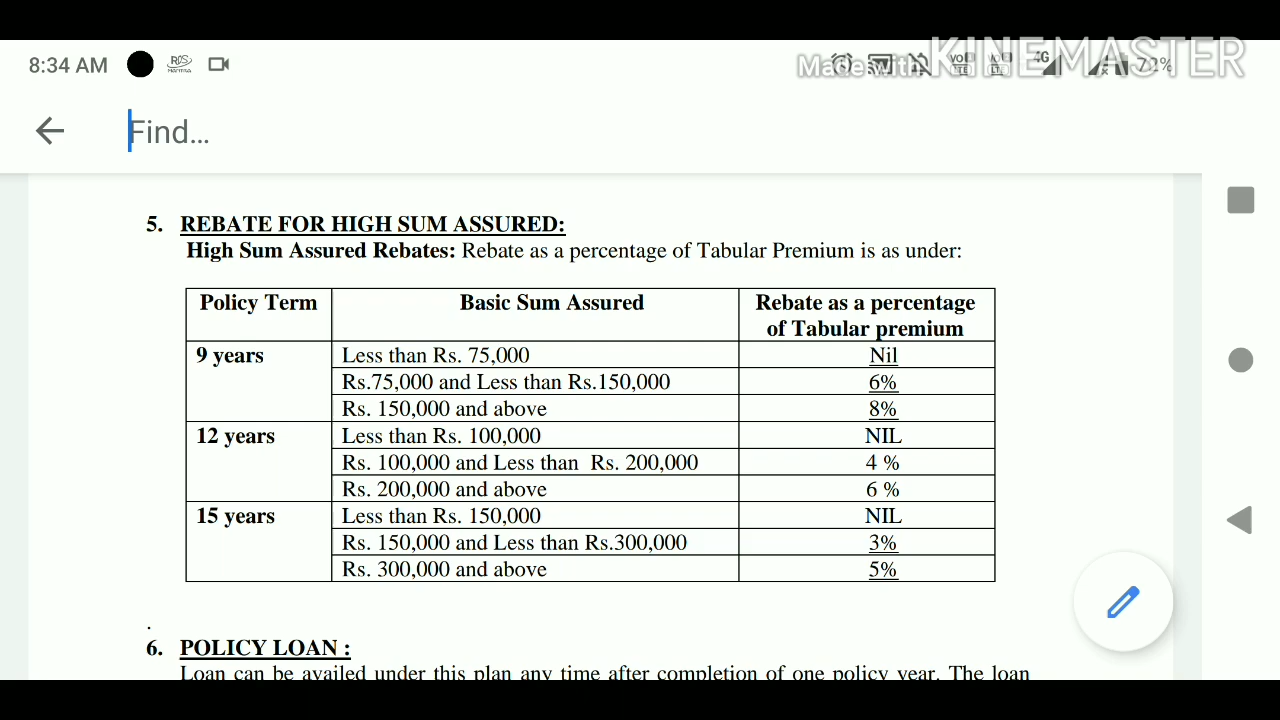 8:34 AM
Made with KINEMASTER
4G
72%
Find...
5. REBATE FOR HIGH SUM ASSURED:
High Sum Assured Rebates: Rebate as a percentage of Tabular Premium is as under:
Policy Term Basic Sum Assured Rebate as a percentage
of Tabular premium
9 years Less than Rs. 75,000 Nil
Rs.75,000 and Less than Rs.150,000 6%
Rs. 150,000 and above 8%
12 years Less than Rs. 100,000 NIL
Rs. 100,000 and Less than Rs. 200,000 4 %
Rs. 200,000 and above 6 %
15 years Less than Rs. 150,000 NIL
Rs. 150,000 and Less than Rs.300,000 3%
Rs. 300,000 and above 5%
.
6. POLICY LOAN :
Loan can be availed under this plan any time after completion of one policy year. The loan